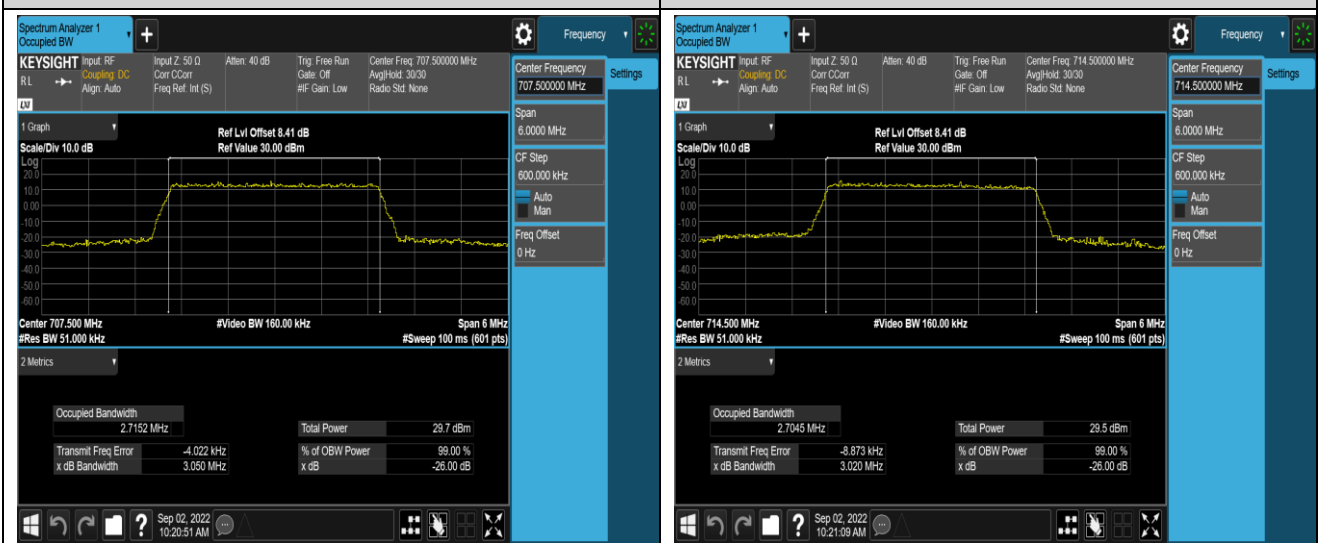 Spectrum Analyzer 1
Occupied BW
+
Frequency
KEYSIGHT
RL
Input: RF
Coupling: DC
Align: Auto
Input Z: 50 Ω
Corr CCorr
Freq Ref: Int (S)
Atten: 40 dB
Trig: Free Run
Gate: Off
#IF Gain: Low
Center Freq: 707.500000 MHz
Avg|Hold: 30/30
Radio Std: None
Center Frequency
707.500000 MHz
Settings
Span
6.0000 MHz
CF Step
600.000 kHz
Auto
Man
Freq Offset
0 Hz
1 Graph
Scale/Div 10.0 dB
Ref Lvl Offset 8.41 dB
Ref Value 30.00 dBm
Log
20.0
10.0
0.00
-10.0
-20.0
-30.0
-40.0
-50.0
-60.0
Center 707.500 MHz
#Res BW 51.000 kHz
#Video BW 160.00 kHz
Span 6 MHz
#Sweep 100 ms (601 pts)
2 Metrics
Occupied Bandwidth
2.7152 MHz
Total Power 29.7 dBm
Transmit Freq Error -4.022 kHz
% of OBW Power 99.00 %
x dB Bandwidth 3.050 MHz
x dB -26.00 dB
?
Sep 02, 2022
10:20:51 AM
Spectrum Analyzer 1
Occupied BW
+
Frequency
KEYSIGHT
RL
Input: RF
Coupling: DC
Align: Auto
Input Z: 50 Ω
Corr CCorr
Freq Ref: Int (S)
Atten: 40 dB
Trig: Free Run
Gate: Off
#IF Gain: Low
Center Freq: 714.500000 MHz
Avg|Hold: 30/30
Radio Std: None
Center Frequency
714.500000 MHz
Settings
Span
6.0000 MHz
CF Step
600.000 kHz
Auto
Man
Freq Offset
0 Hz
1 Graph
Scale/Div 10.0 dB
Ref Lvl Offset 8.41 dB
Ref Value 30.00 dBm
Log
20.0
10.0
0.00
-10.0
-20.0
-30.0
-40.0
-50.0
-60.0
Center 714.500 MHz
#Res BW 51.000 kHz
#Video BW 160.00 kHz
Span 6 MHz
#Sweep 100 ms (601 pts)
2 Metrics
Occupied Bandwidth
2.7045 MHz
Total Power 29.5 dBm
Transmit Freq Error -8.873 kHz
% of OBW Power 99.00 %
x dB Bandwidth 3.020 MHz
x dB -26.00 dB
?
Sep 02, 2022
10:21:09 AM